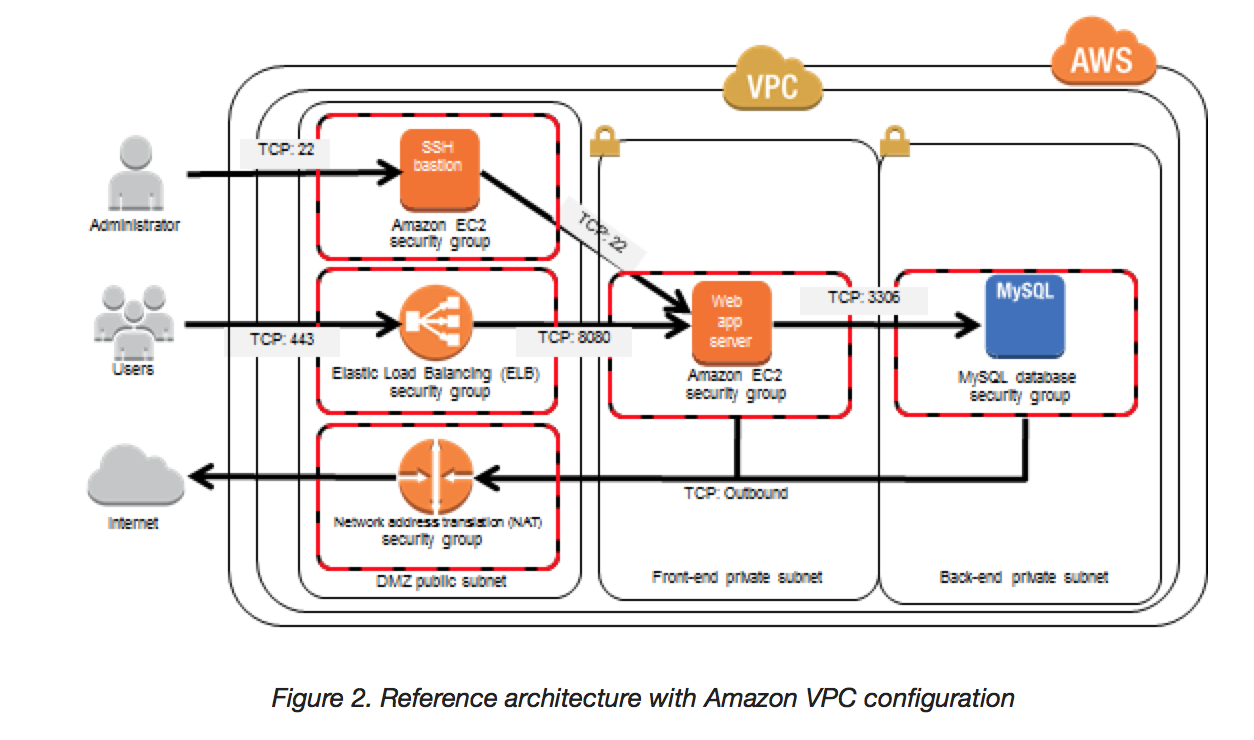 AWS
VPC
TCP: 22
SSH
bastion
Administrator
Amazon EC2
security group
TCP: 22
Users
TCP: 443
Elastic Load Balancing (ELB)
security group
TCP: 8080
Web
app
server
Amazon EC2
security group
TCP: 3306
MySQL
MySQL database
security group
Internet
Network address translation (NAT)
security group
TCP: Outbound
DMZ public subnet
Front-end private subnet
Back-end private subnet
Figure 2. Reference architecture with Amazon VPC configuration